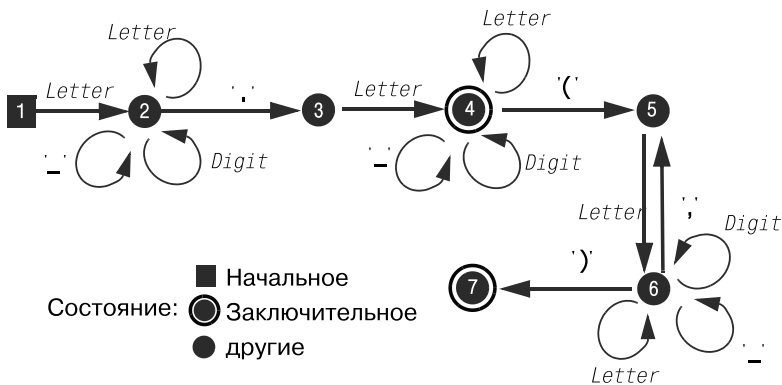 Letter
Letter
Letter
'.'
Letter
'('
1
2
3
4
5
'_'
Digit
'_'
Digit
Letter
','
Digit
')'
7
6
'_'
Letter
Начальное
Состояние:
Заключительное
другие